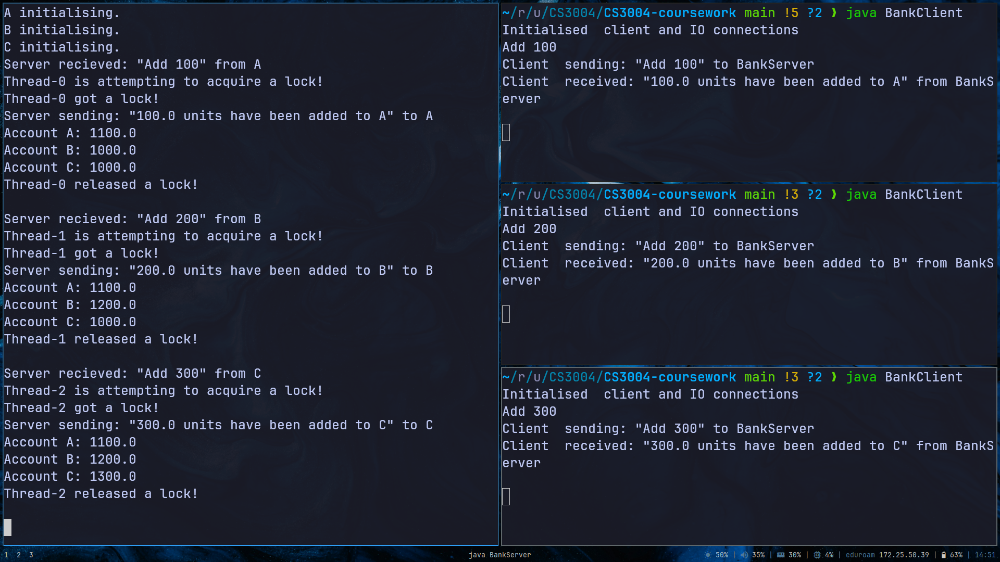 A initialising.
B initialising.
C initialising.
Server recieved: "Add 100" from A
Thread-0 is attempting to acquire a lock!
Thread-0 got a lock!
Server sending: "100.0 units have been added to A" to A
Account A: 1100.0
Account B: 1000.0
Account C: 1000.0
Thread-0 released a lock!
Server recieved: "Add 200" from B
Thread-1 is attempting to acquire a lock!
Thread-1 got a lock!
Server sending: "200.0 units have been added to B" to B
Account A: 1100.0
Account B: 1200.0
Account C: 1000.0
Thread-1 released a lock!
Server recieved: "Add 300" from C
Thread-2 is attempting to acquire a lock!
Thread-2 got a lock!
Server sending: "300.0 units have been added to C" to C
Account A: 1100.0
Account B: 1200.0
Account C: 1300.0
Thread-2 released a lock!
~/r/u/CS3004/CS3004-coursework main !5 ?2 ❯ java BankClient
Initialised  client and IO connections
Add 100
Client  sending: "Add 100" to BankServer
Client  received: "100.0 units have been added to A" from BankS
erver
~/r/u/CS3004/CS3004-coursework main !3 ?2 ❯ java BankClient
Initialised  client and IO connections
Add 200
Client  sending: "Add 200" to BankServer
Client  received: "200.0 units have been added to B" from BankS
erver
~/r/u/CS3004/CS3004-coursework main !3 ?2 ❯ java BankClient
Initialised  client and IO connections
Add 300
Client  sending: "Add 300" to BankServer
Client  received: "300.0 units have been added to C" from BankS
erver
1 2 3
java BankServer
50% | 35% | 30% | 4% | eduroam 172.25.50.39 | 63% | 14:51